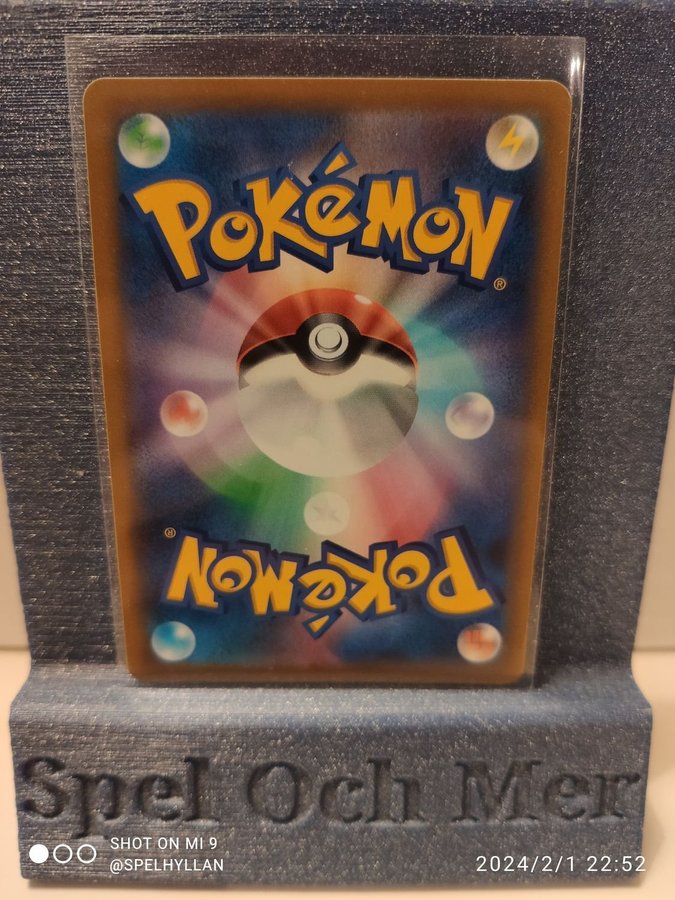 POKéMON
®
®
POKéMON
Spel Och Mer
SHOT ON MI 9
@SPELHYLLAN
2024/2/1 22:52